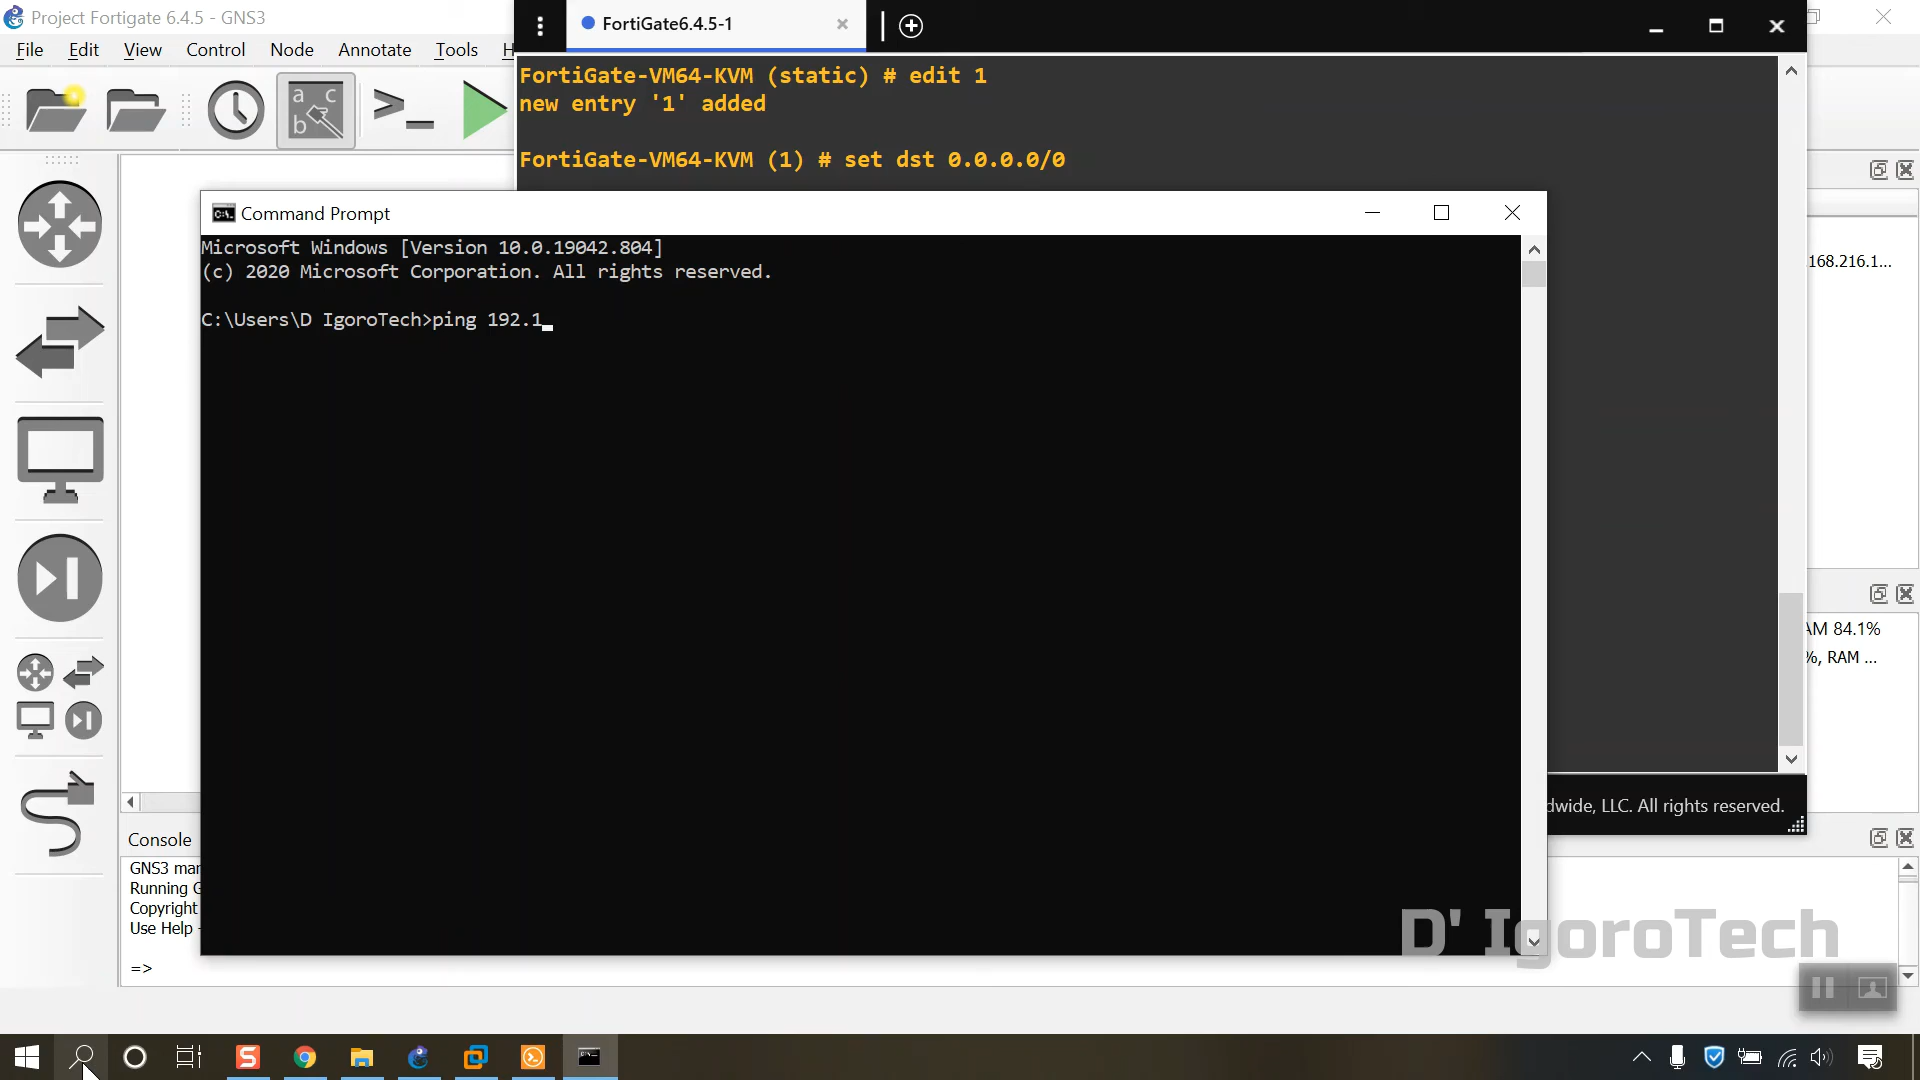 Project Fortigate 6.4.5 - GNS3
File Edit View Control Node Annotate Tools H
FortiGate6.4.5-1
FortiGate-VM64-KVM (static) # edit 1
new entry '1' added
FortiGate-VM64-KVM (1) # set dst 0.0.0.0/0
Command Prompt
Microsoft Windows [Version 10.0.19042.804]
(c) 2020 Microsoft Corporation. All rights reserved.
C:\Users\D IgoroTech>ping 192.1
168.216.1...
AM 84.1%
%, RAM ...
dwide, LLC. All rights reserved.
Console
GNS3 mar
Running G
Copyright
Use Help -
=>
D' IgoroTech